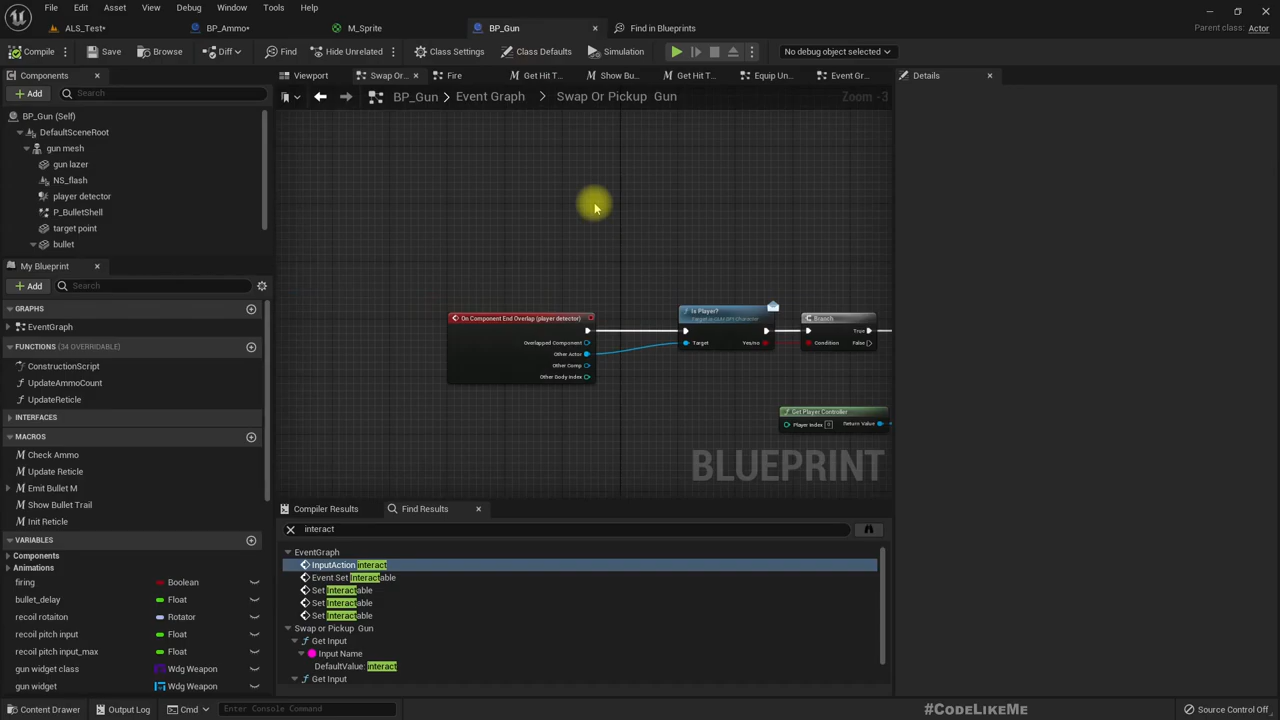 File Edit Asset View Debug Window Tools Help
Parent class: Actor
ALS_Test* BP_Ammo* M_Sprite BP_Gun Find in Blueprints
Compile Save Browse Diff Find Hide Unrelated Class Settings Class Defaults Simulation No debug object selected
Components Viewport Swap Or... Fire Get Hit T... Show Bu... Get Hit T... Equip Un... Event Gr... Details
Add Search BP_Gun Event Graph Swap Or Pickup Gun Zoom -3
BP_Gun (Self)
DefaultSceneRoot
gun mesh
gun lazer
NS_flash
player detector
P_BulletShell
target point
bullet
My Blueprint
Add Search
GRAPHS
EventGraph
FUNCTIONS (34 OVERRIDABLE)
ConstructionScript
UpdateAmmoCount
UpdateReticle
INTERFACES
MACROS
Check Ammo
Update Reticle
Emit Bullet M
Show Bullet Trail
Init Reticle
VARIABLES
Components
Animations
firing Boolean
bullet_delay Float
recoil rotaiton Rotator
recoil pitch input Float
recoil pitch input_max Float
gun widget class Wdg Weapon
gun widget Wdg Weapon
On Component End Overlap (player detector)
Overlapped Component
Other Actor
Other Comp
Other Body Index
Is Player?
Target Yes/no
Branch
True
Condition False
Get Player Controller
Player Index 0 Return Value
BLUEPRINT
Compiler Results Find Results
interact
EventGraph
InputAction interact
Event Set Interactable
Set Interactable
Set Interactable
Set Interactable
Swap or Pickup Gun
Get Input
Input Name
DefaultValue: interact
Get Input
Content Drawer Output Log Cmd Enter Console Command #CodeLikeMe Source Control Off